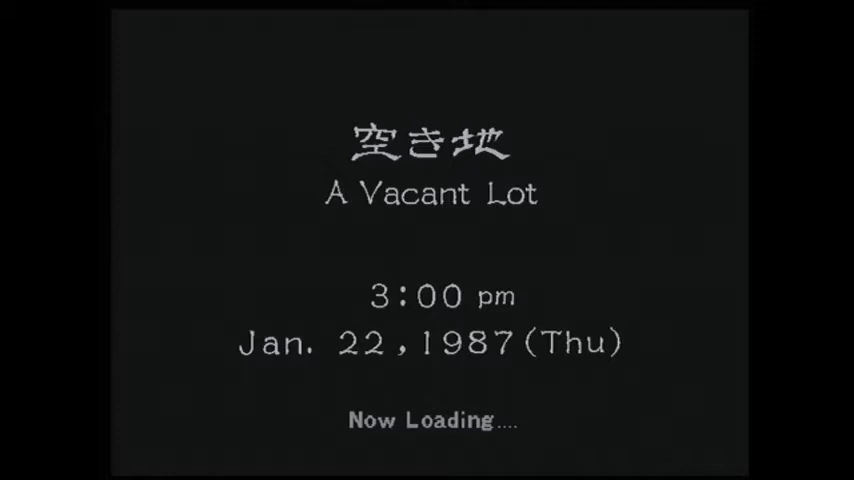 空き地
A Vacant Lot
3:00 pm
Jan. 22,1987(Thu)
Now Loading....